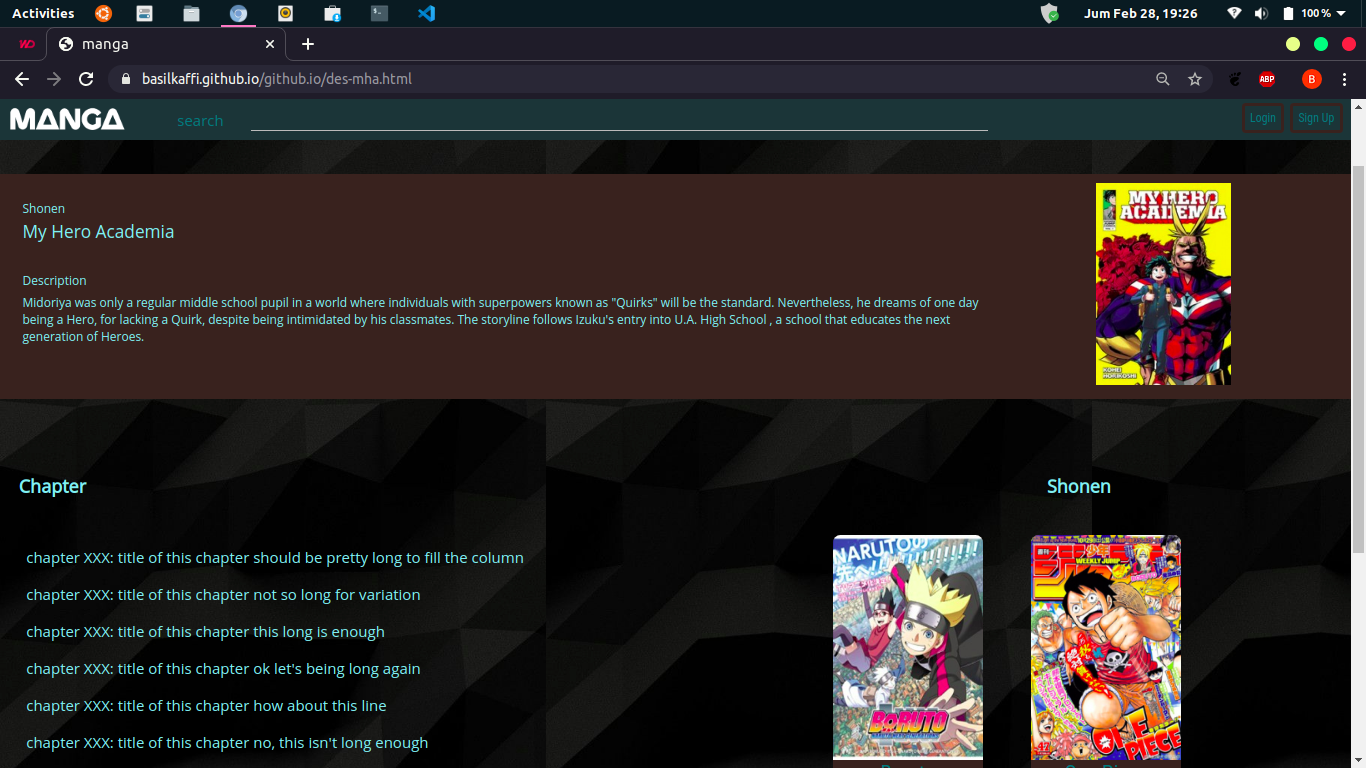 Activities
Jum Feb 28, 19:26
100 %
manga
basilkaffi.github.io/github.io/des-mha.html
ABP
B
MANGA
search
Login
Sign Up
Shonen
My Hero Academia
MY HERO
ACADEMIA
Description
Midoriya was only a regular middle school pupil in a world where individuals with superpowers known as "Quirks" will be the standard. Nevertheless, he dreams of one day
being a Hero, for lacking a Quirk, despite being intimidated by his classmates. The storyline follows Izuku's entry into U.A. High School , a school that educates the next
generation of Heroes.
KOHEI
HORIKOSHI
Chapter
Shonen
chapter XXX: title of this chapter should be pretty long to fill the column
chapter XXX: title of this chapter not so long for variation
chapter XXX: title of this chapter this long is enough
chapter XXX: title of this chapter ok let's being long again
chapter XXX: title of this chapter how about this line
chapter XXX: title of this chapter no, this isn't long enough
NARUTOの
BORUTO
WEEKLY JUMP
ONE
PIECE